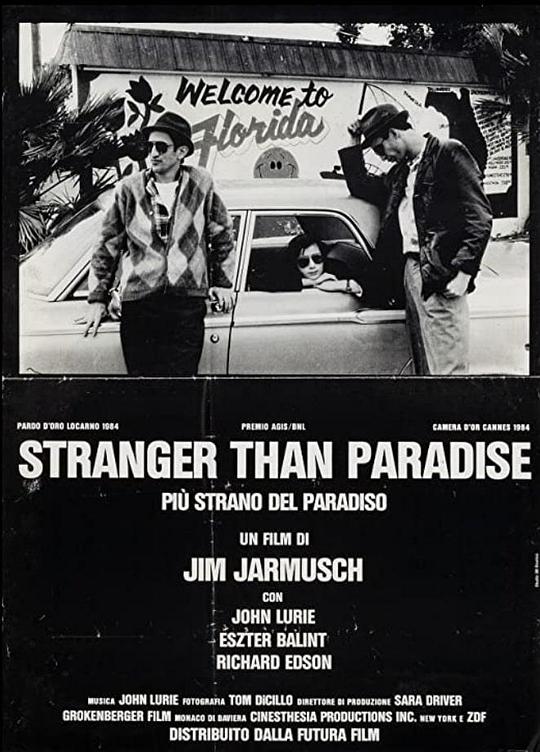 WELCOME to
Florida
PARDO D'ORO LOCARNO 1984 PREMIO AGIS/BNL CAMERA D'OR CANNES 1984
STRANGER THAN PARADISE
PIÙ STRANO DEL PARADISO
UN FILM DI
JIM JARMUSCH
CON
JOHN LURIE
ESZTER BALINT
RICHARD EDSON
MUSICA JOHN LURIE FOTOGRAFIA TOM DICILLO DIRETTORE DI PRODUZIONE SARA DRIVER
GROKENBERGER FILM MONACO DI BAVIERA CINESTHESIA PRODUCTIONS INC. NEW YORK E ZDF
DISTRIBUITO DALLA FUTURA FILM